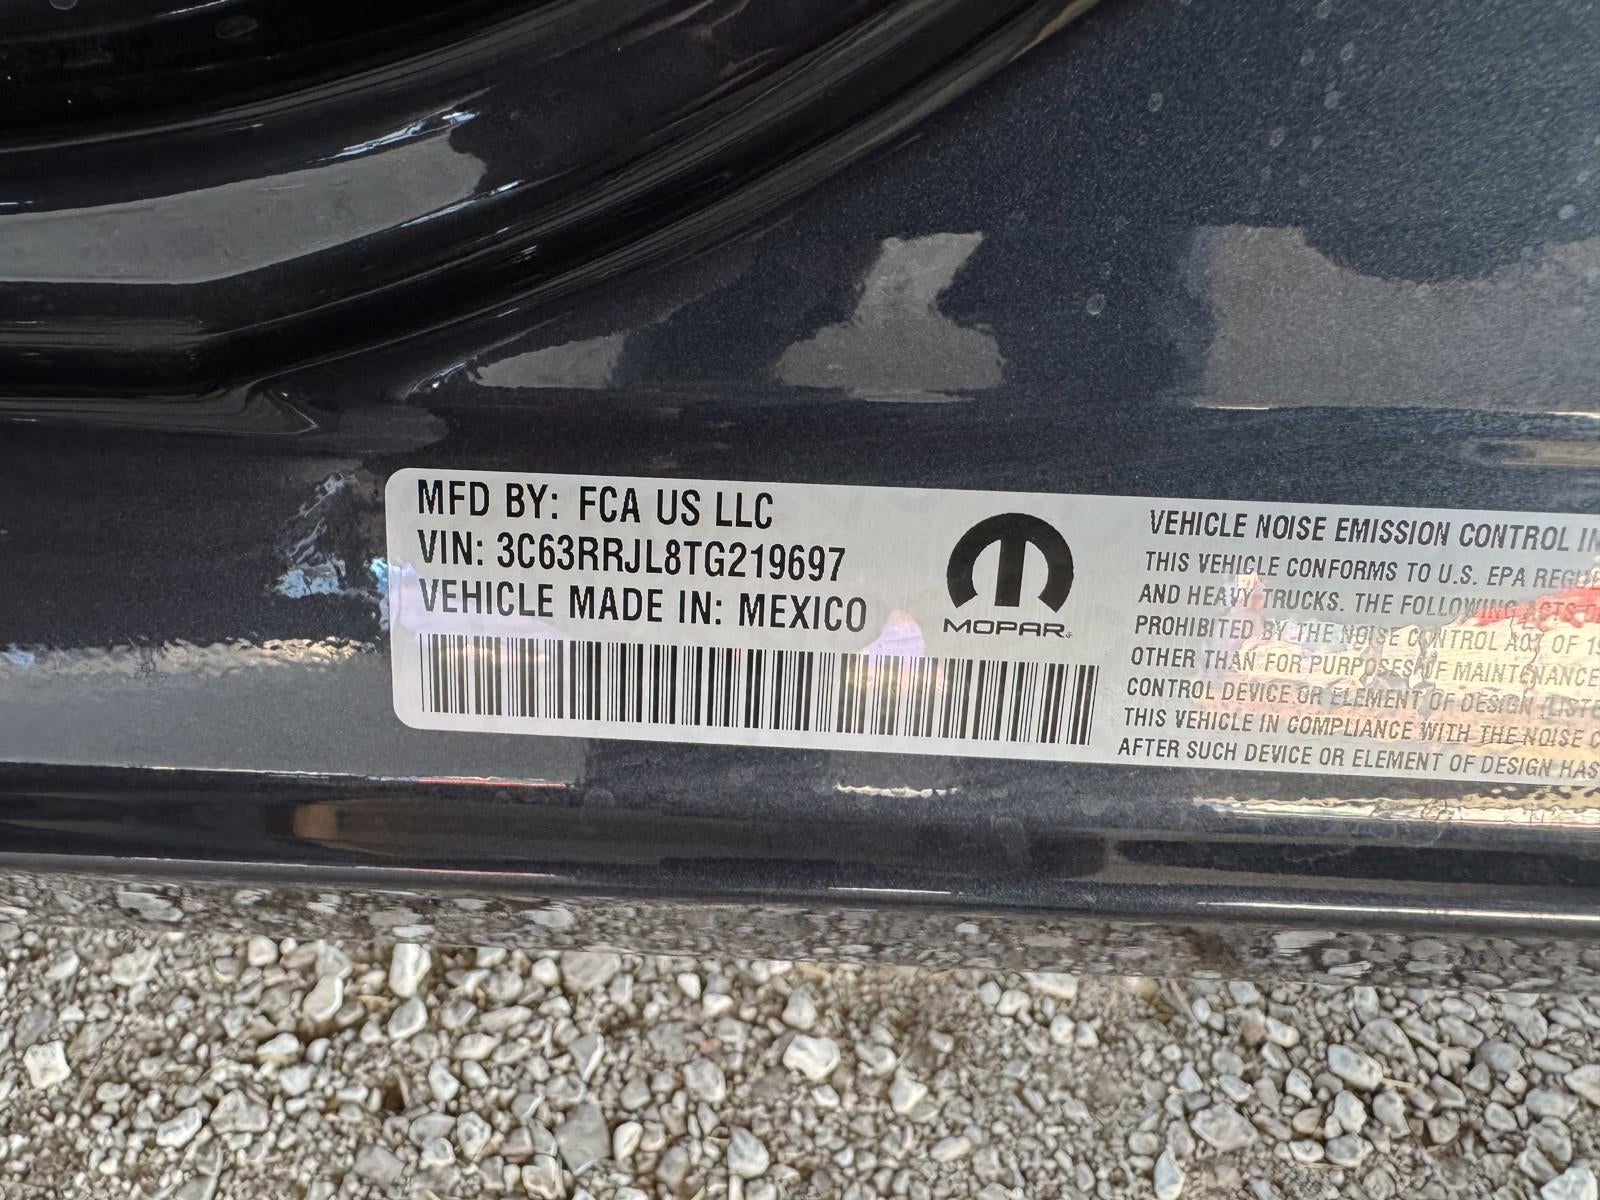 MFD BY: FCA US LLC
VIN: 3C63RRJL8TG219697
VEHICLE MADE IN: MEXICO
MOPAR
VEHICLE NOISE EMISSION CONTROL
THIS VEHICLE CONFORMS TO U.S. EPA
AND HEAVY TRUCKS. THE FOLLOWING ACTS
PROHIBITED BY THE NOISE CONTROL ACT OF
OTHER THAN FOR PURPOSES OF MAINTENANCE
CONTROL DEVICE OR ELEMENT OF DESIGN
THIS VEHICLE IN COMPLIANCE WITH THE NOISE
AFTER SUCH DEVICE OR ELEMENT OF DESIGN HAS